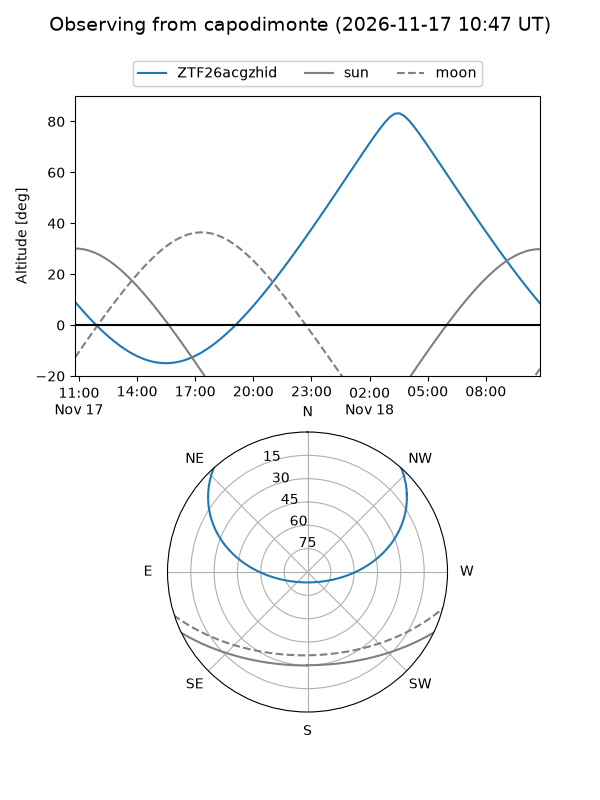 Observing from capodimonte (2026-11-17 10:47 UT)
ZTF26acgzhid sun moon
Altitude [deg]
80
60
40
20
0
−20
11:00 14:00 17:00 20:00 23:00 02:00 05:00 08:00
Nov 17 Nov 18
N
NE NW
15
30
45
60
75
E W
SE SW
S